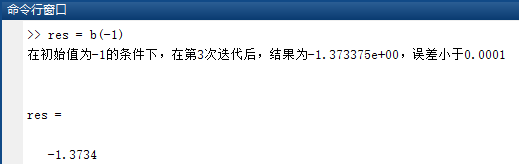 命令行窗口
>> res = b(-1)
在初始值为-1的条件下，在第3次迭代后，结果为-1.373375e+00，误差小于0.0001
res =
-1.3734